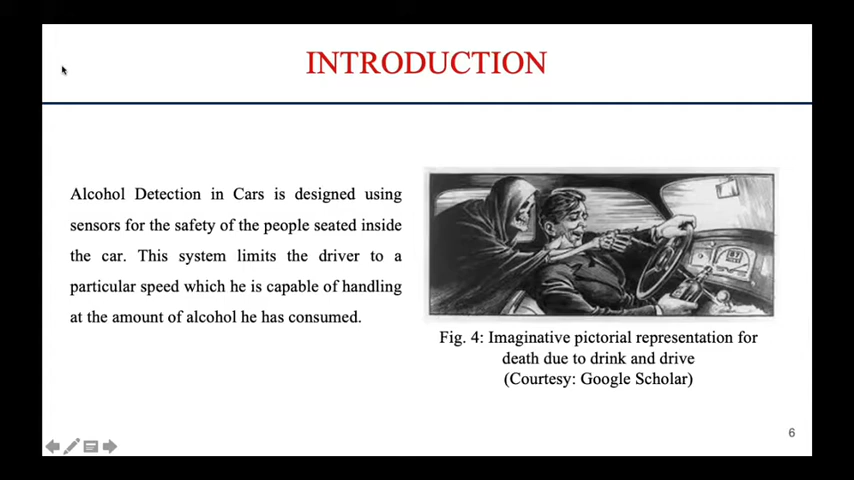 INTRODUCTION
Alcohol Detection in Cars is designed using
sensors for the safety of the people seated inside
the car. This system limits the driver to a
particular speed which he is capable of handling
at the amount of alcohol he has consumed.
Fig. 4: Imaginative pictorial representation for
death due to drink and drive
(Courtesy: Google Scholar)
6